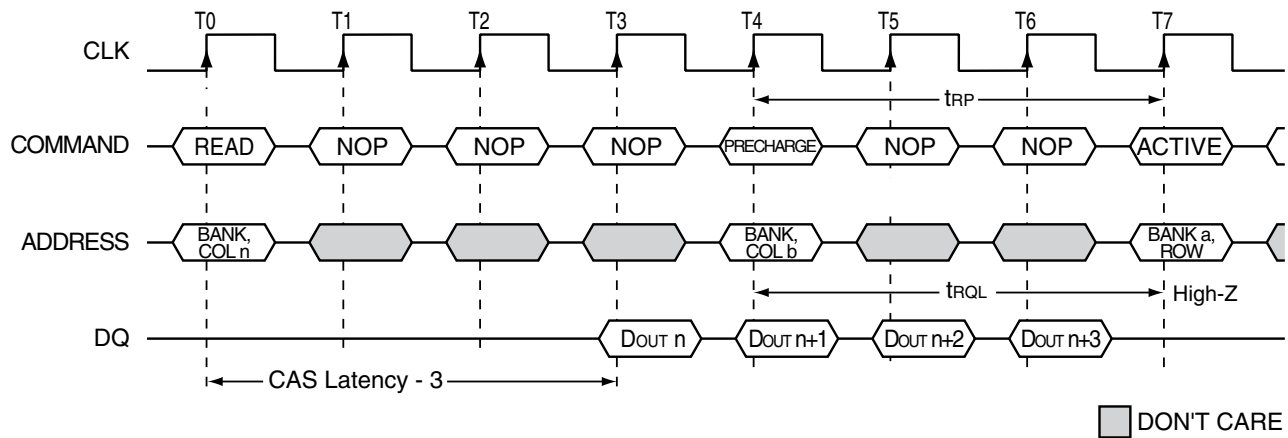 T0 T1 T2 T3 T4 T5 T6 T7
CLK
tRP
COMMAND READ NOP NOP NOP PRECHARGE NOP NOP ACTIVE
ADDRESS BANK, COL n BANK, COL b BANK a, ROW
tRQL High-Z
DQ DOUT n DOUT n+1 DOUT n+2 DOUT n+3
CAS Latency - 3
DON'T CARE